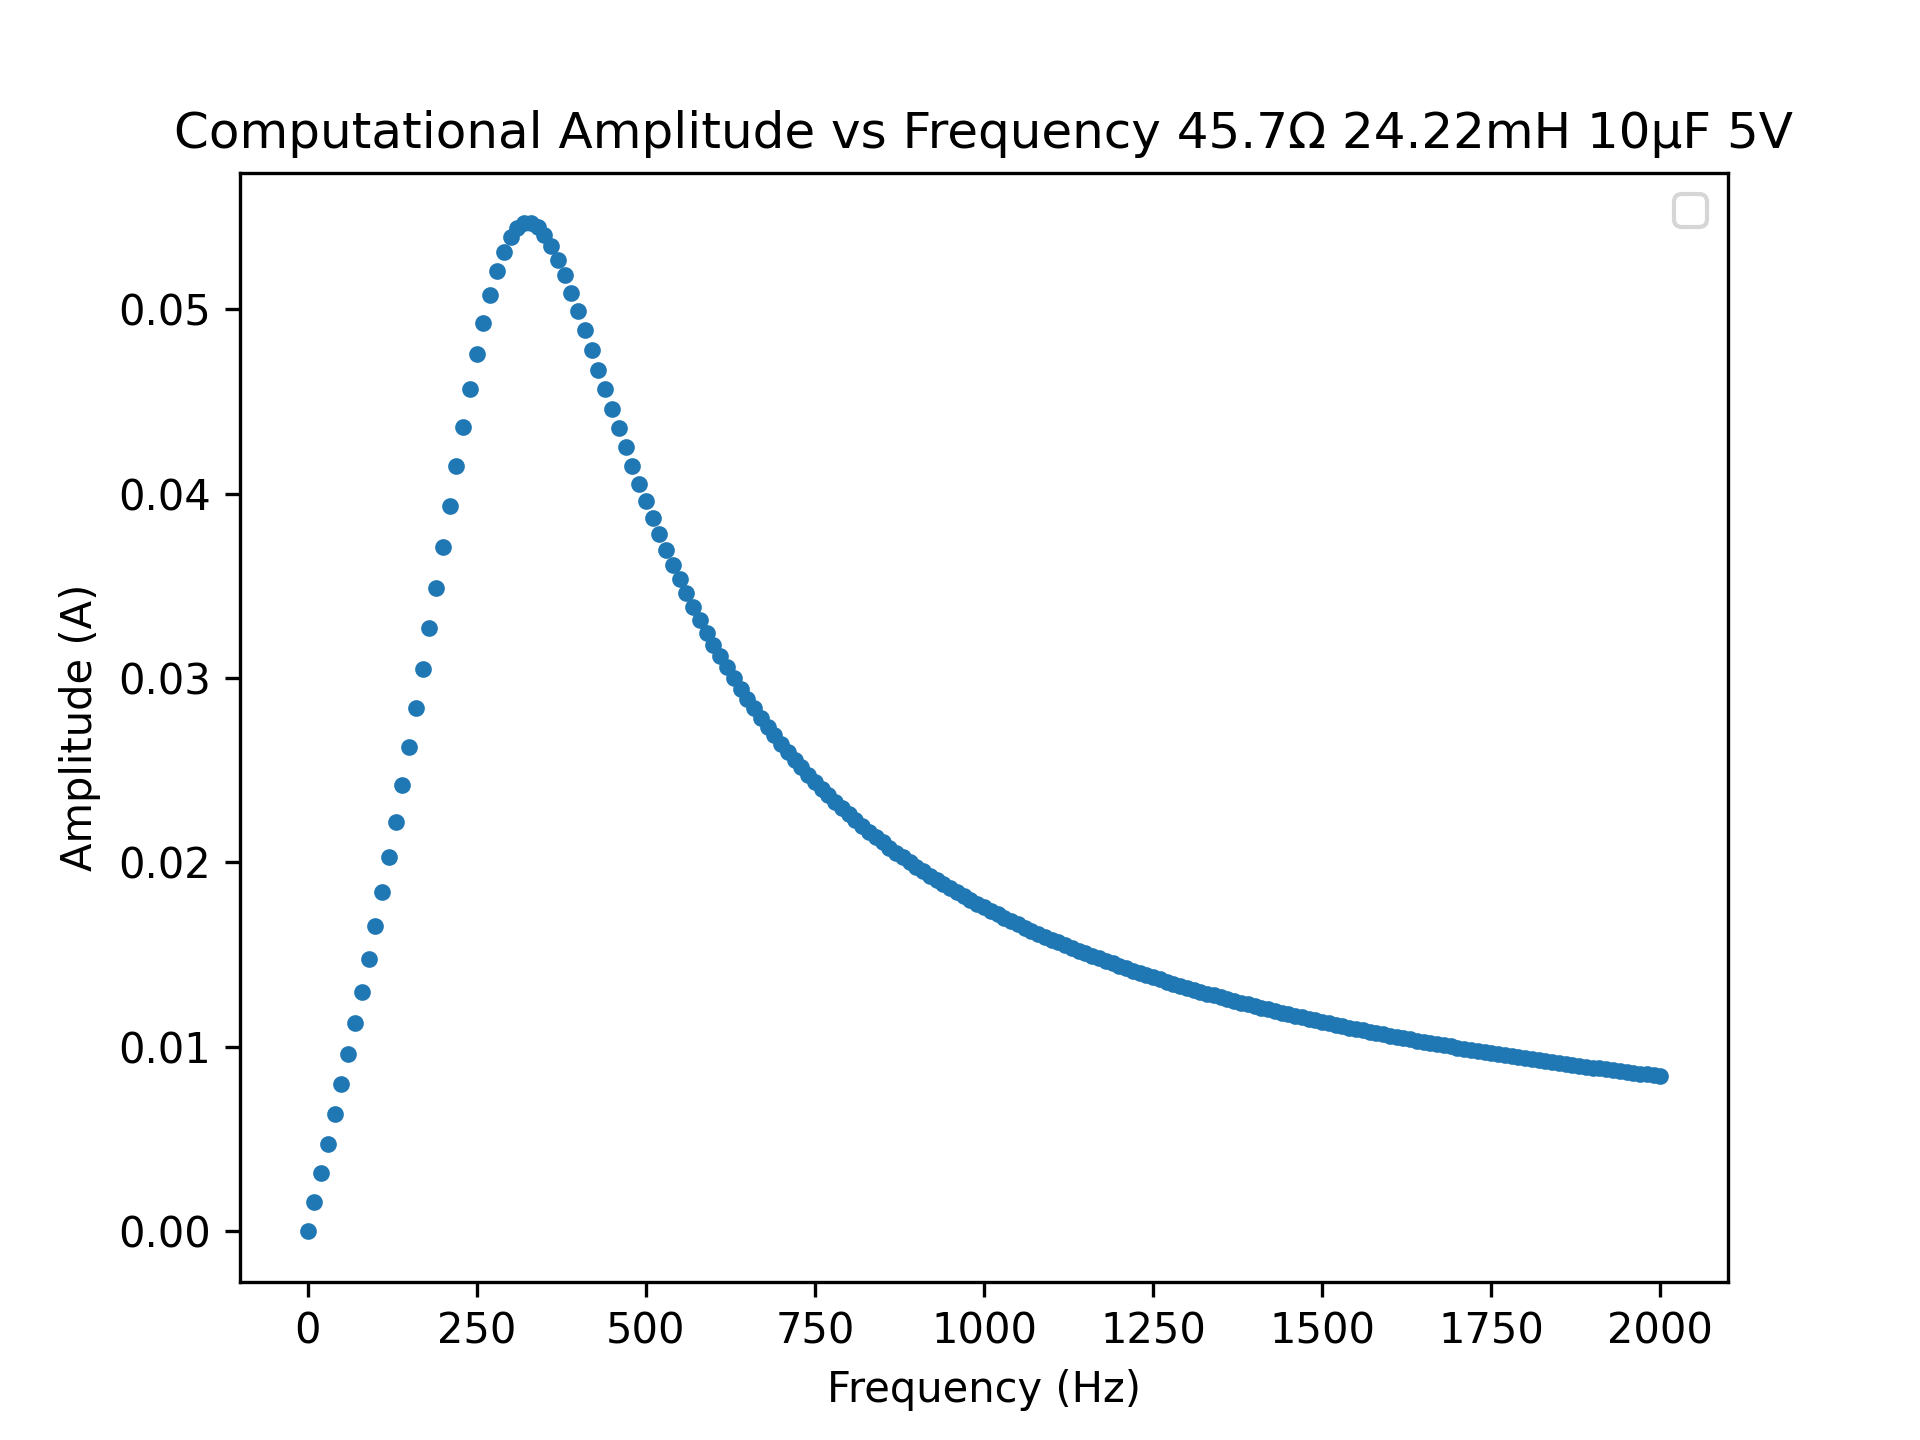 Computational Amplitude vs Frequency 45.7Ω 24.22mH 10μF 5V
0.05
0.04
0.03
0.02
0.01
0.00
Amplitude (A)
0 250 500 750 1000 1250 1500 1750 2000
Frequency (Hz)